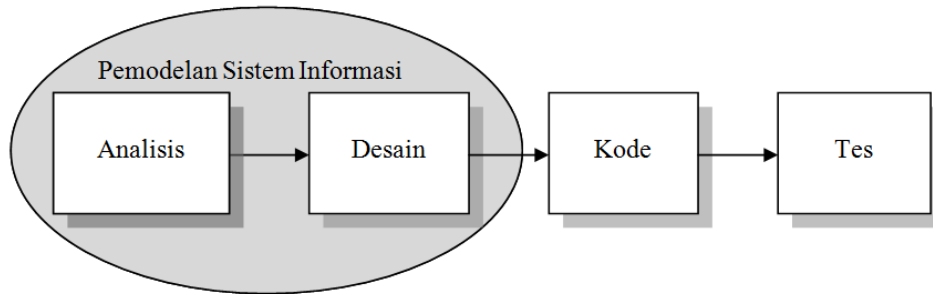 Pemodelan Sistem Informasi
Analisis
Desain
Kode
Tes